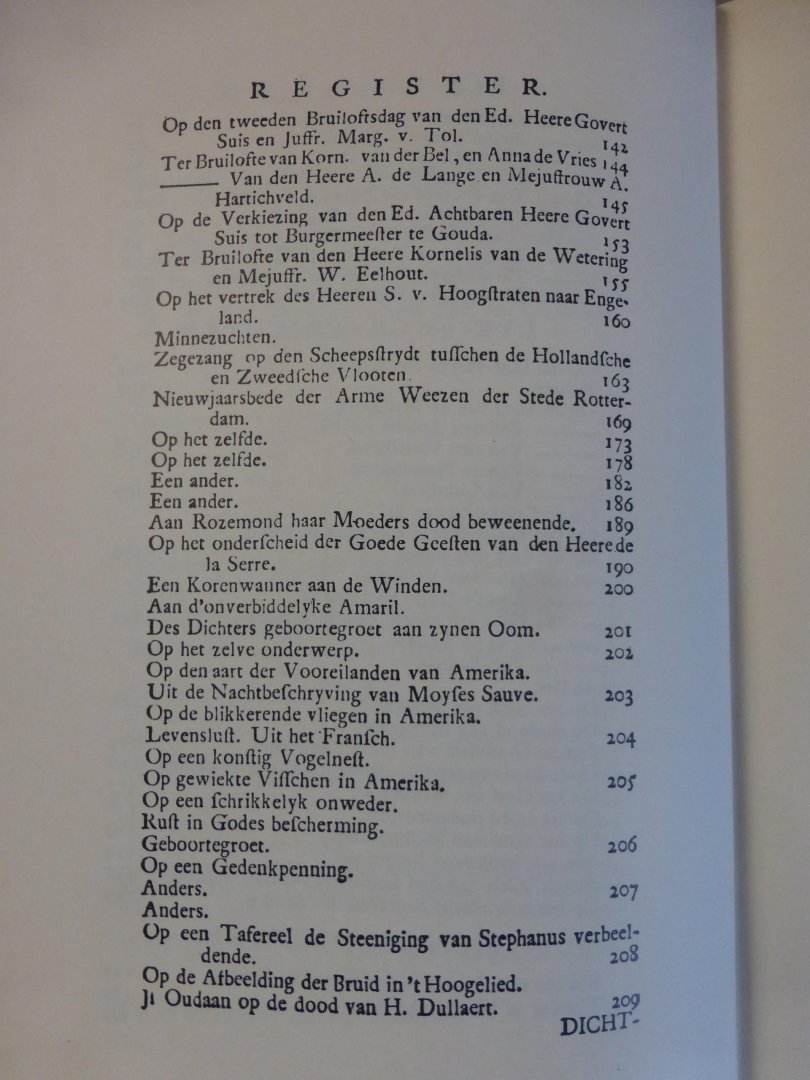 REGISTER.
Op den tweeden Bruiloftsdag van den Ed. Heere Govert
Suis en Juffr. Marg. v. Tol. 142
Ter Bruilofte van Korn. van der Bel, en Anna de Vries 144
——— Van den Heere A. de Lange en Mejuffrouw A.
Hartichveld. 145
Op de Verkiezing van den Ed. Achtbaren Heere Govert
Suis tot Burgermeeſter te Gouda. 153
Ter Bruilofte van den Heere Kornelis van de Wetering
en Mejuffr. W. Eelhout. 155
Op het vertrek des Heeren S. v. Hoogſtraten naar Enge-
land. 160
Minnezuchten.
Zegezang op den Scheepsſtrydt tuſſchen de Hollandſche
en Zweedſche Vlooten. 163
Nieuwjaarsbede der Arme Weezen der Stede Rotter-
dam. 169
Op het zelfde. 173
Op het zelfde. 178
Een ander. 182
Een ander. 186
Aan Rozemond haar Moeders dood beweenende. 189
Op het onderſcheid der Goede Geeſten van den Heere de
la Serre. 190
Een Korenwanner aan de Winden. 200
Aan d'onverbiddelyke Amaril.
Des Dichters geboortegroet aan zynen Oom. 201
Op het zelve onderwerp. 202
Op den aart der Vooreilanden van Amerika.
Uit de Nachtbeſchryving van Moyſes Sauve. 203
Op de blikkerende vliegen in Amerika.
Levensluſt. Uit het Franſch. 204
Op een konſtig Vogelneſt.
Op gewiekte Viſſchen in Amerika. 205
Op een ſchrikkelyk onweder.
Ruſt in Godes beſcherming.
Geboortegroet. 206
Op een Gedenkpenning.
Anders. 207
Anders.
Op een Tafereel de Steeniging van Stephanus verbeel-
dende. 208
Op de Afbeelding der Bruid in 't Hoogelied.
J. Oudaan op de dood van H. Dullaert. 209
DICHT-